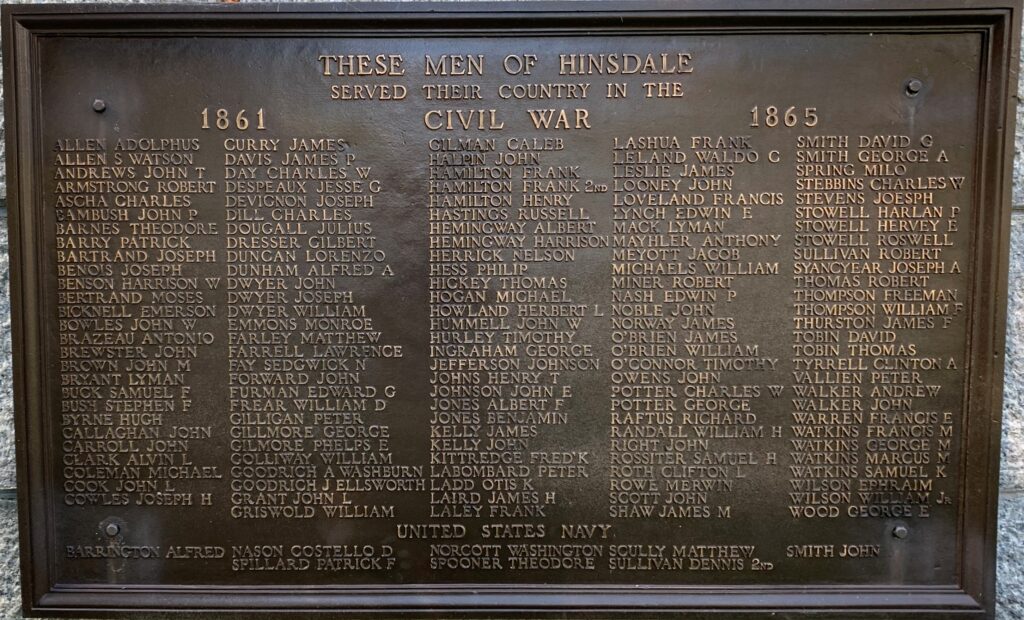 THESE MEN OF HINSDALE
SERVED THEIR COUNTRY IN THE
1861 CIVIL WAR 1865
ALLEN ADOLPHUS
ALLEN S WATSON
ANDREWS JOHN T
ARMSTRONG ROBERT
ASCHA CHARLES
CAMBUSH JOHN P
BARNES THEODORE
BARRY PATRICK
BARTRAND JOSEPH
BENOIS JOSEPH
BENSON HARRISON W
BERTRAND MOSES
BICKNELL EMERSON
BOWLES JOHN W
BRAZEAU ANTONIO
BREWSTER JOHN
BROWN JOHN M
BRYANT LYMAN
BUCK SAMUEL F
BUSH STEPHEN F
BYRNE HUGH
CALLAGHAN JOHN
CARROLL JOHN
CLARK ALVIN L
COLEMAN MICHAEL
COOK JOHN L
COWLES JOSEPH H
CURRY JAMES
DAVIS JAMES P
DAY CHARLES W
DESPEAUX JESSE G
DEVIGNON JOSEPH
DILL CHARLES
DOUGALL JULIUS
DRESSER GILBERT
DUNCAN LORENZO
DUNHAM ALFRED A
DWYER JOHN
DWYER JOSEPH
DWYER WILLIAM
EMMONS MONROE
FARLEY MATTHEW
FARRELL LAWRENCE
FAY SEDGWICK N
FORWARD JOHN
FURMAN EDWARD G
FREAR WILLIAM D
GILLIGAN PETER
GILLMORE GEORGE
GILMORE PHELPS E
GOLLIWAY WILLIAM
GOODRICH A WASHBURN
GOODRICH J ELLSWORTH
GRANT JOHN L
GRISWOLD WILLIAM
GILMAN CALEB
HALPIN JOHN
HAMILTON FRANK
HAMILTON FRANK 2ND
HAMILTON HENRY
HASTINGS RUSSELL
HEMINGWAY ALBERT
HEMINGWAY HARRISON
HERRICK NELSON
HESS PHILIP
HICKEY THOMAS
HOGAN MICHAEL
HOWLAND HERBERT L
HUMMELL JOHN W
HURLEY TIMOTHY
INGRAHAM GEORGE
JEFFERSON JOHNSON
JOHNS HENRY T
JOHNSON JOHN E
JONES ALBERT F
JONES BENJAMIN
KELLY JAMES
KELLY JOHN
KITTREDGE FRED'K
LABOMBARD PETER
LADD OTIS K
LAIRD JAMES H
LALEY FRANK
LASHUA FRANK
LELAND WALDO C
LESLIE JAMES
LOONEY JOHN
LOVELAND FRANCIS
LYNCH EDWIN E
MACK LYMAN
MAYHLER ANTHONY
MEYOTT JACOB
MICHAELS WILLIAM
MINER ROBERT
NASH EDWIN P
NOBLE JOHN
NORWAY JAMES
O'BRIEN JAMES
O'BRIEN WILLIAM
O'CONNOR TIMOTHY
OWENS JOHN
POTTER CHARLES W
POTTER GEORGE
RAFTUS RICHARD
RANDALL WILLIAM H
RIGHT JOHN
ROSSITER SAMUEL H
ROTH CLIFTON L
ROWE MERWIN
SCOTT JOHN
SHAW JAMES M
SMITH DAVID G
SMITH GEORGE A
SPRING MILO
STEBBINS CHARLES W
STEVENS JOESPH
STOWELL HARLAN P
STOWELL HERVEY E
STOWELL ROSWELL
SULLIVAN ROBERT
SYANCYEAR JOSEPH A
THOMAS ROBERT
THOMPSON FREEMAN
THOMPSON WILLIAM F
THURSTON JAMES F
TOBIN DAVID
TOBIN THOMAS
TYRRELL CLINTON A
VALLIEN PETER
WALKER ANDREW
WALKER JOHN
WARREN FRANCIS E
WATKINS FRANCIS M
WATKINS GEORGE M
WATKINS MARCUS M
WATKINS SAMUEL K
WILSON EPHRAIM
WILSON WILLIAM JR
WOOD GEORGE E
UNITED STATES NAVY
BARRINGTON ALFRED NASON COSTELLO D NORCOTT WASHINGTON SCULLY MATTHEW SMITH JOHN
SPILLARD PATRICK F SPOONER THEODORE SULLIVAN DENNIS 2ND